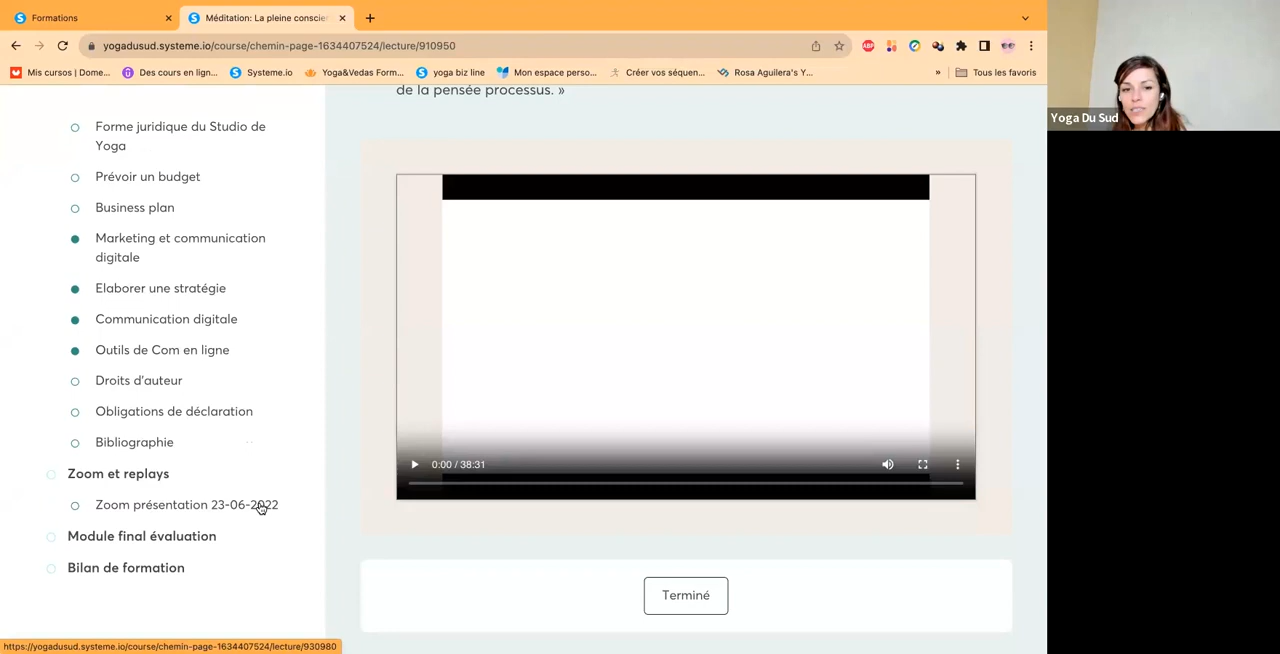 Formations
Méditation: La pleine conscie
yogadusud.systeme.io/course/chemin-page-1634407524/lecture/910950
Mis cursos | Dome...
Des cours en lign...
Systeme.io
Yoga&Vedas Form...
yoga biz line
Mon espace perso...
Créer vos séquen...
Rosa Aguilera's Y...
»
Tous les favoris
ABP
Yoga Du Sud
de la pensée processus. »
Forme juridique du Studio de
Yoga
Prévoir un budget
Business plan
Marketing et communication
digitale
Elaborer une stratégie
Communication digitale
Outils de Com en ligne
Droits d'auteur
Obligations de déclaration
Bibliographie
Zoom et replays
Zoom présentation 23-06-2022
Module final évaluation
Bilan de formation
0:00 / 38:31
Terminé
https://yogadusud.systeme.io/course/chemin-page-1634407524/lecture/930980